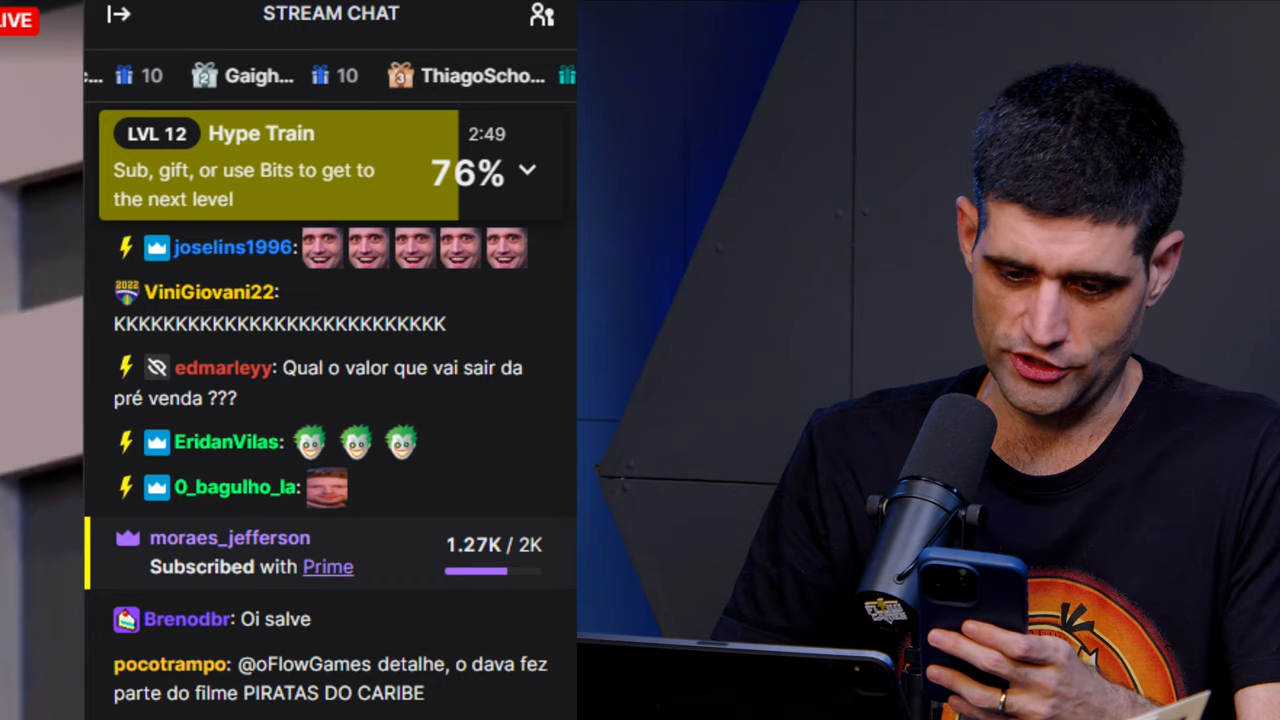 LIVE
STREAM CHAT
...
10
2
Gaigh...
10
3
ThiagoScho...
LVL 12 Hype Train 2:49
Sub, gift, or use Bits to get to
the next level
76%
joselins1996:
2022
ViniGiovani22:
KKKKKKKKKKKKKKKKKKKKKKKKKKK
edmarleyy: Qual o valor que vai sair da
pré venda ???
EridanVilas:
0_bagulho_la:
moraes_jefferson
Subscribed with Prime
1.27K / 2K
Brenodbr: Oi salve
pocotrampo: @oFlowGames detalhe, o dava fez
parte do filme PIRATAS DO CARIBE